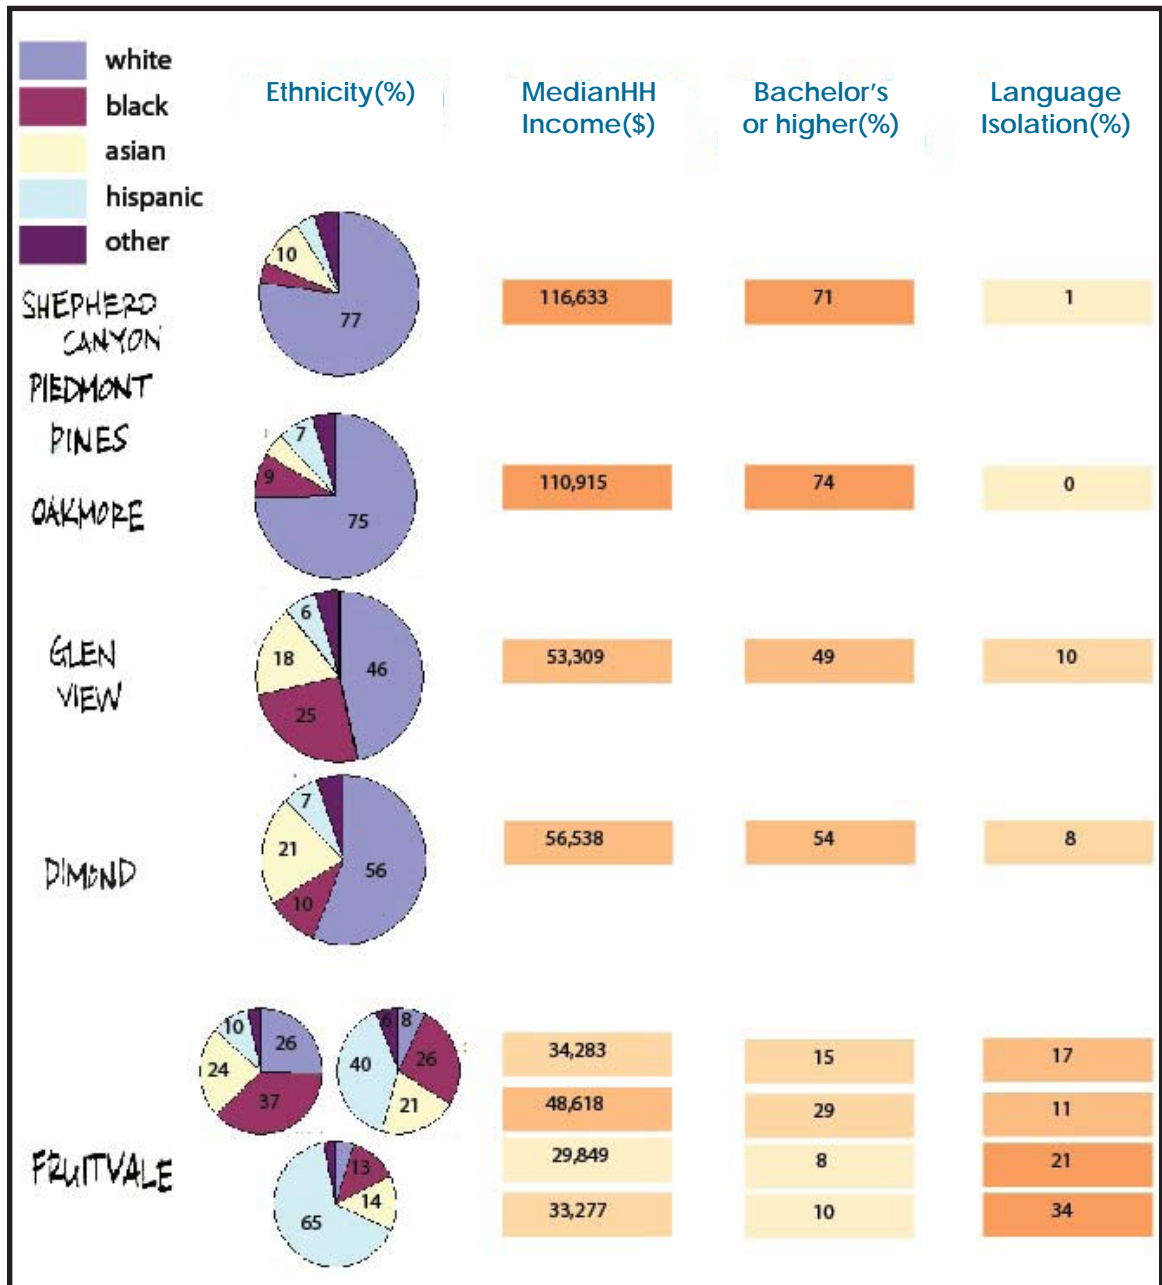 white
black
asian
hispanic
other
Ethnicity(%)
MedianHH
Income($)
Bachelor's
or higher(%)
Language
Isolation(%)
SHEPHERD
CANYON
10
77
116,633
71
1
PIEDMONT
PINES
7
9
75
110,915
74
0
OAKMORE
GLEN
VIEW
6
18
46
25
53,309
49
10
DIMOND
7
21
56
10
56,538
54
8
FRUITVALE
10
26
24
37
6
8
40
26
21
13
14
65
34,283
15
17
48,618
29
11
29,849
8
21
33,277
10
34